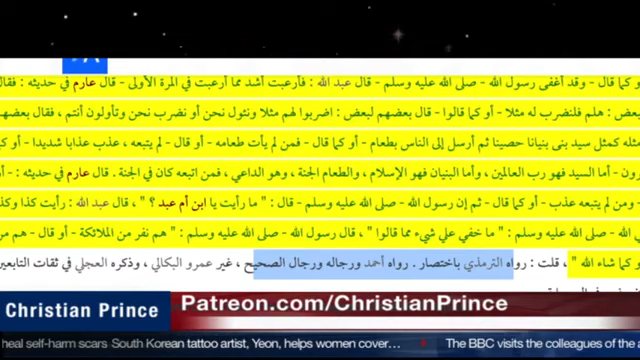 و كما قال - وقد أغفى رسول الله - صلى الله عليه وسلم - قال عبد الله : فأرعبت أشد مما أرعبت في المرة الأولى - قال عارم في حديثه : فقال
بعض : هلم فلنضرب له مثلا - أو كما قالوا - قال بعضهم لبعض : اضربوا لهم مثلا ونئول نحن أو نضرب نحن وتأولون أنتم ، فقال بعضهم
مثله كمثل سيد بنى بنيانا حصينا ثم أرسل إلى الناس بطعام - أو كما قال - فمن لم يأت طعامه - أو قال - لم يتبعه ، عذب عذابا شديدا - أو كما
رون - أما السيد فهو رب العالمين ، وأما البنيان فهو الإسلام ، والطعام الجنة ، وهو الداعي ، فمن اتبعه كان في الجنة . قال عارم في حديثه : أ
- ومن لم يتبعه عذب - أو كما قال - ثم إن رسول الله - صلى الله عليه وسلم - قال : " ما رأيت يا ابن أم عبد ؟ " ، قال عبد الله : رأيت كذا وكذ
ي الله - صلى الله عليه وسلم : " ما خفي علي شيء مما قالوا " ، قال رسول الله - صلى الله عليه وسلم : " هم نفر من الملائكة - أو قال - هم من
و كما شاء الله " ، قلت : رواه الترمذي باختصار . رواه أحمد ورجاله ورجال الصحيح ، غير عمرو البكالي ، وذكره العجلي في ثقات التابعين
Christian Prince
Patreon.com/ChristianPrince
heal self-harm scars South Korean tattoo artist, Yeon, helps women cover… • The BBC visits the colleagues of the